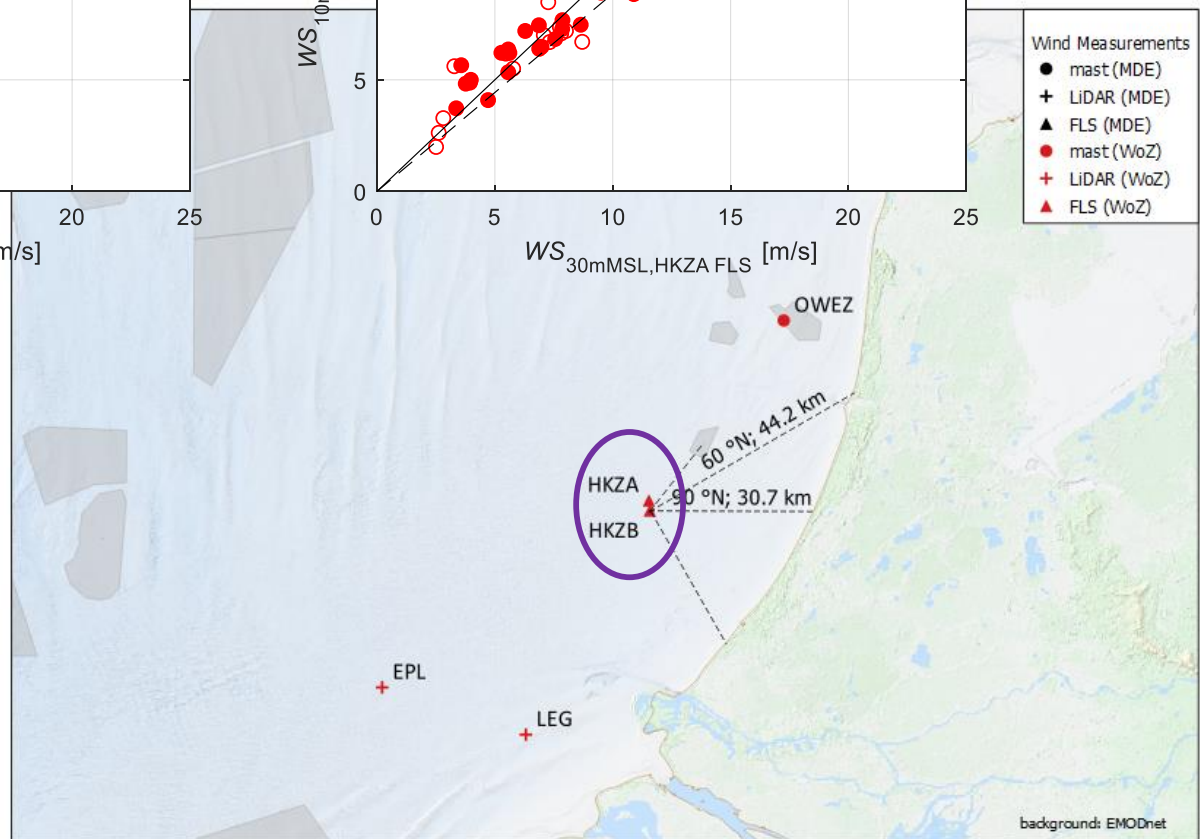 WS10m
5
0
20
25
0
5
10
15
20
25
m/s]
WS30mMSL,HKZA FLS [m/s]
Wind Measurements
mast (MDE)
LiDAR (MDE)
FLS (MDE)
mast (WoZ)
LiDAR (WoZ)
FLS (WoZ)
OWEZ
60 °N; 44.2 km
HKZA
90 °N; 30.7 km
HKZB
EPL
LEG
background: EMODnet